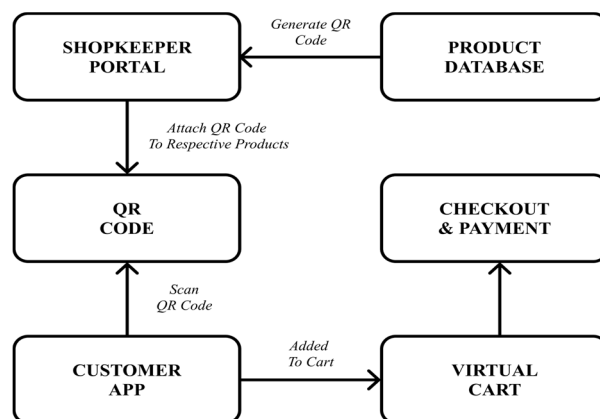 SHOPKEEPER
PORTAL
Generate QR
Code
PRODUCT
DATABASE
Attach QR Code
To Respective Products
QR
CODE
CHECKOUT
& PAYMENT
Scan
QR Code
CUSTOMER
APP
Added
To Cart
VIRTUAL
CART